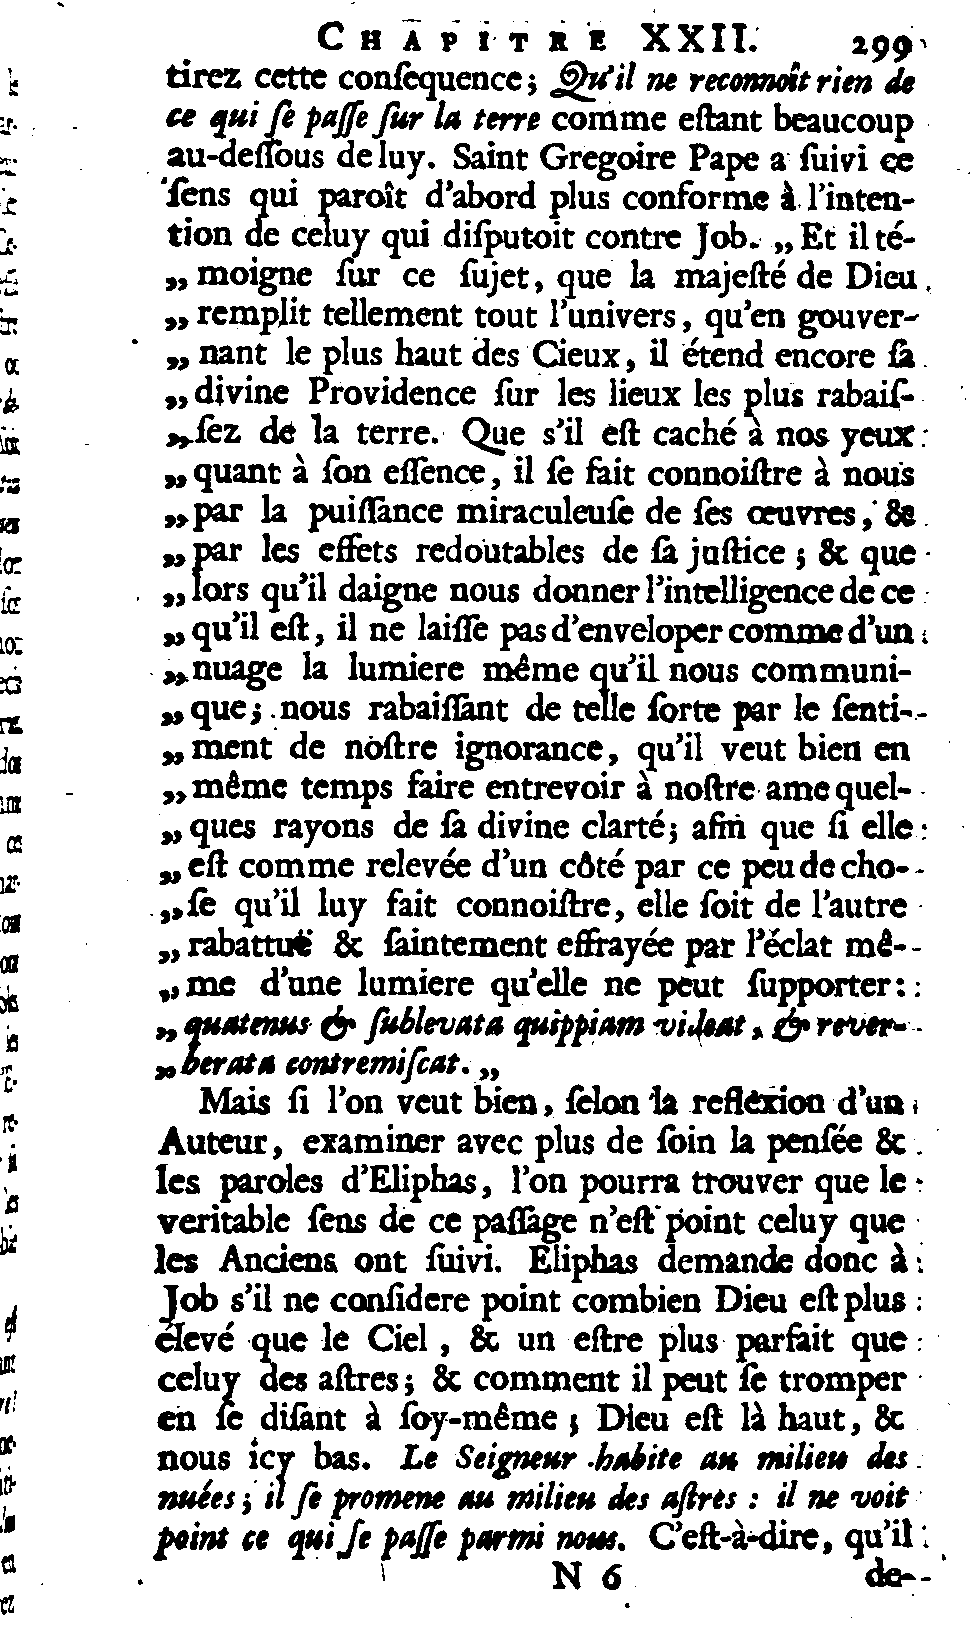 CHAPITRE XXII. 299
tirez cette conſequence; Qu'il ne reconnoît rien de
ce qui ſe paſſe ſur la terre comme eſtant beaucoup
au-deſſous de luy. Saint Gregoire Pape a ſuivi ce
ſens qui paroît d'abord plus conforme à l'inten-
tion de celuy qui diſputoit contre Job. „Et il té-
„moigne ſur ce ſujet, que la majeſté de Dieu
„remplit tellement tout l'univers, qu'en gouver-
„nant le plus haut des Cieux, il étend encore ſa
„divine Providence ſur les lieux les plus rabaiſ-
„ſez de la terre. Que s'il eſt caché à nos yeux
„quant à ſon eſſence, il ſe fait connoiſtre à nous
„par la puiſſance miraculeuſe de ſes œuvres, &
„par les effets redoutables de ſa juſtice; & que
„lors qu'il daigne nous donner l'intelligence de ce
„qu'il eſt, il ne laiſſe pas d'enveloper comme d'un
„nuage la lumiere même qu'il nous communi-
„que; nous rabaiſſant de telle ſorte par le ſenti-
„ment de noſtre ignorance, qu'il veut bien en
„même temps faire entrevoir à noſtre ame quel-
„ques rayons de ſa divine clarté; afin que ſi elle
„eſt comme relevée d'un côté par ce peu de cho-
„ſe qu'il luy fait connoiſtre, elle ſoit de l'autre
„rabattuë & ſaintement effrayée par l'éclat mê-
„me d'une lumiere qu'elle ne peut ſupporter:
„quatenus & ſublevata quippiam videat, & rever-
„berata contremiſcat.„
Mais ſi l'on veut bien, ſelon la reflexion d'un
Auteur, examiner avec plus de ſoin la penſée &
les paroles d'Eliphas, l'on pourra trouver que le
veritable ſens de ce paſſage n'eſt point celuy que
les Anciens ont ſuivi. Eliphas demande donc à
Job s'il ne conſidere point combien Dieu eſt plus
élevé que le Ciel, & un eſtre plus parfait que
celuy des aſtres; & comment il peut ſe tromper
en ſe diſant à ſoy-même; Dieu eſt là haut, &
nous icy bas. Le Seigneur habite au milieu des
nuées; il ſe promene au milieu des aſtres: il ne voit
point ce qui ſe paſſe parmi nous. C'eſt-à-dire, qu'il
N 6 de-